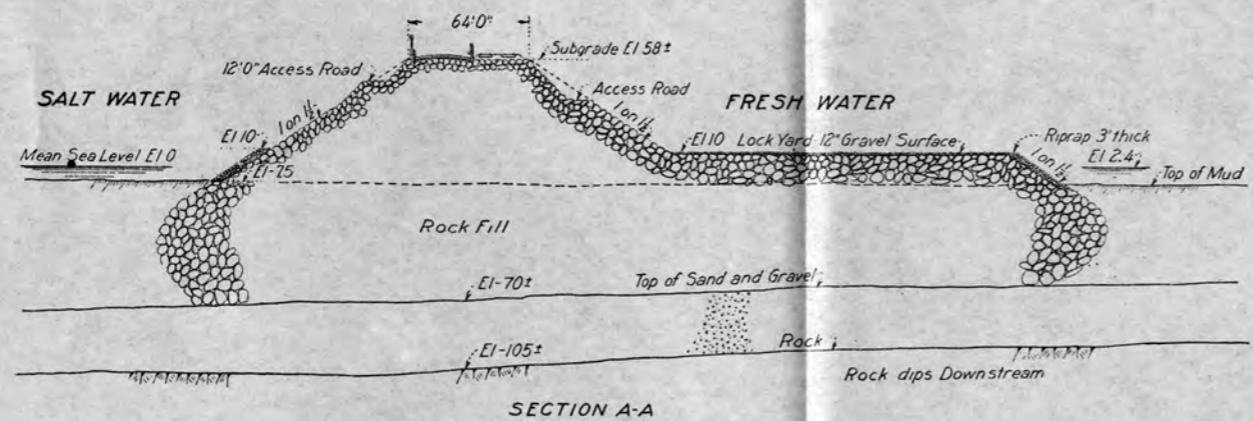 64'0"
Subgrade El 58±
12'0" Access Road
Access Road
SALT WATER
FRESH WATER
1 on 1½
1 on 1½
El 10
El 10 Lock Yard 12" Gravel Surface
Riprap 3' thick
Mean Sea Level El 0
El 2.4
1 on 1½
El-7.5
Top of Mud
Rock Fill
El-70±
Top of Sand and Gravel
El-105±
Rock
Rock dips Downstream
SECTION A-A